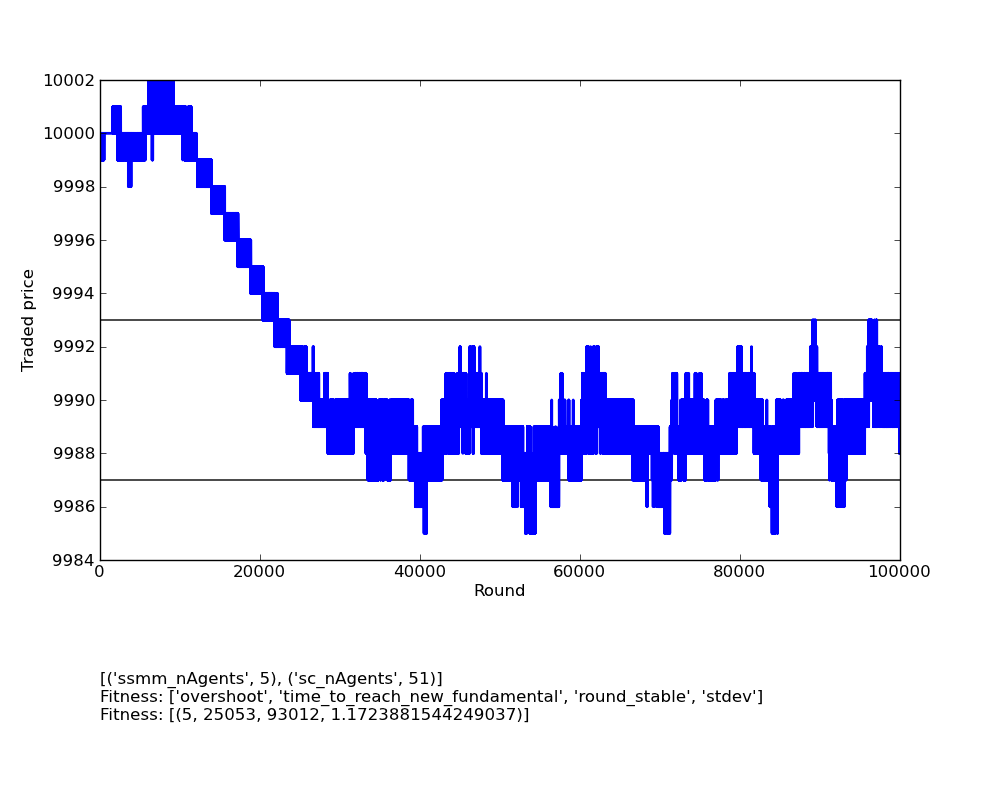 10002
10000
9998
9996
9994
9992
9990
9988
9986
9984
Traded price
0 20000 40000 60000 80000 100000
Round
[('ssmm_nAgents', 5), ('sc_nAgents', 51)]
Fitness: ['overshoot', 'time_to_reach_new_fundamental', 'round_stable', 'stdev']
Fitness: [(5, 25053, 93012, 1.1723881544249037)]